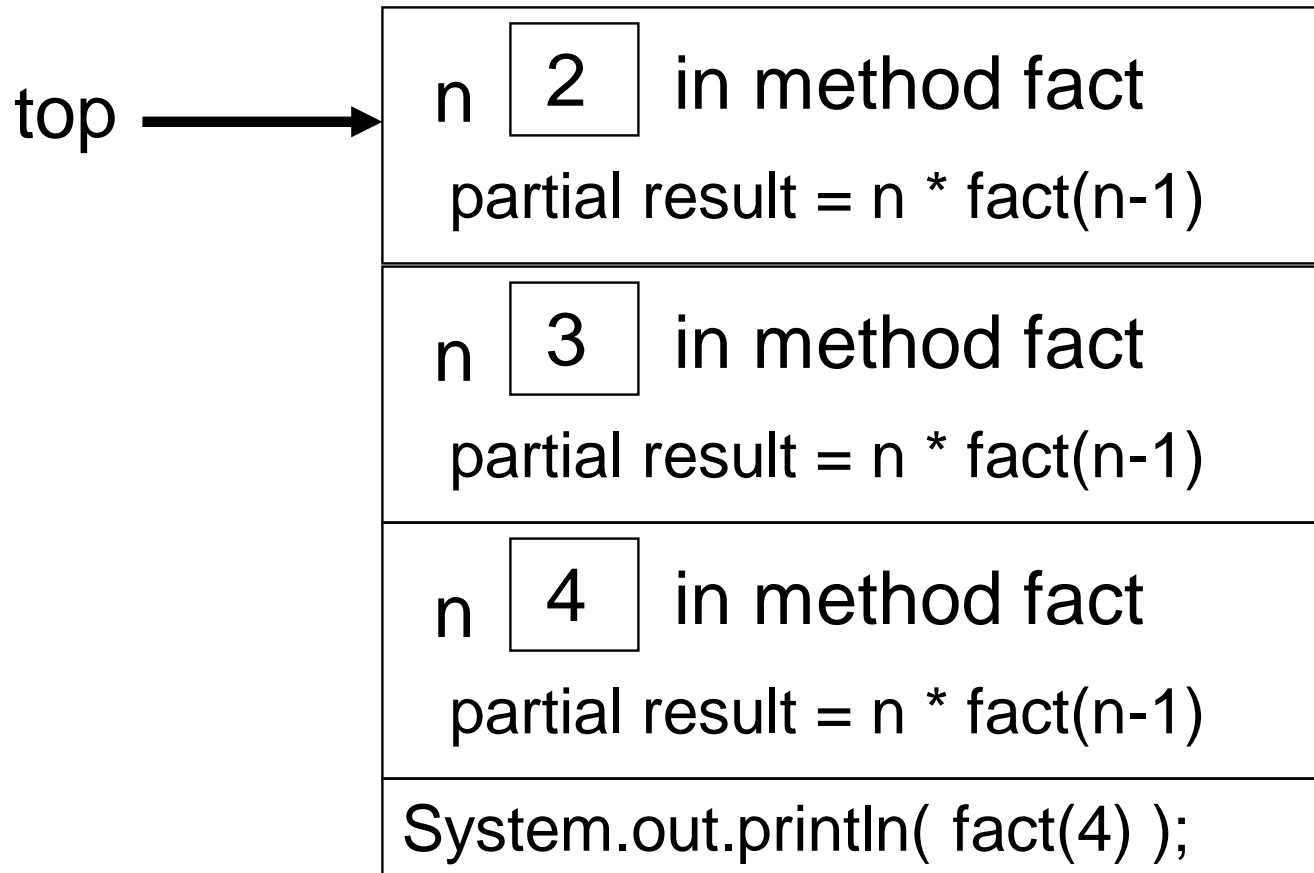 n 2 in method fact
top
partial result = n * fact(n-1)
n 3 in method fact
partial result = n * fact(n-1)
n 4 in method fact
partial result = n * fact(n-1)
System.out.println( fact(4) );